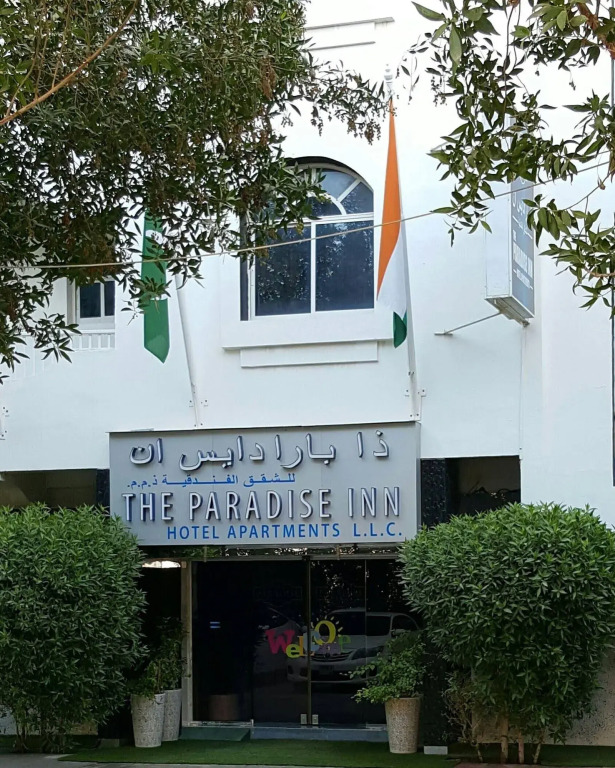 ذا بارادايس ان
للشقق الفندقية ذ.م.م.
THE PARADISE INN
HOTEL APARTMENTS L.L.C.
Welcome